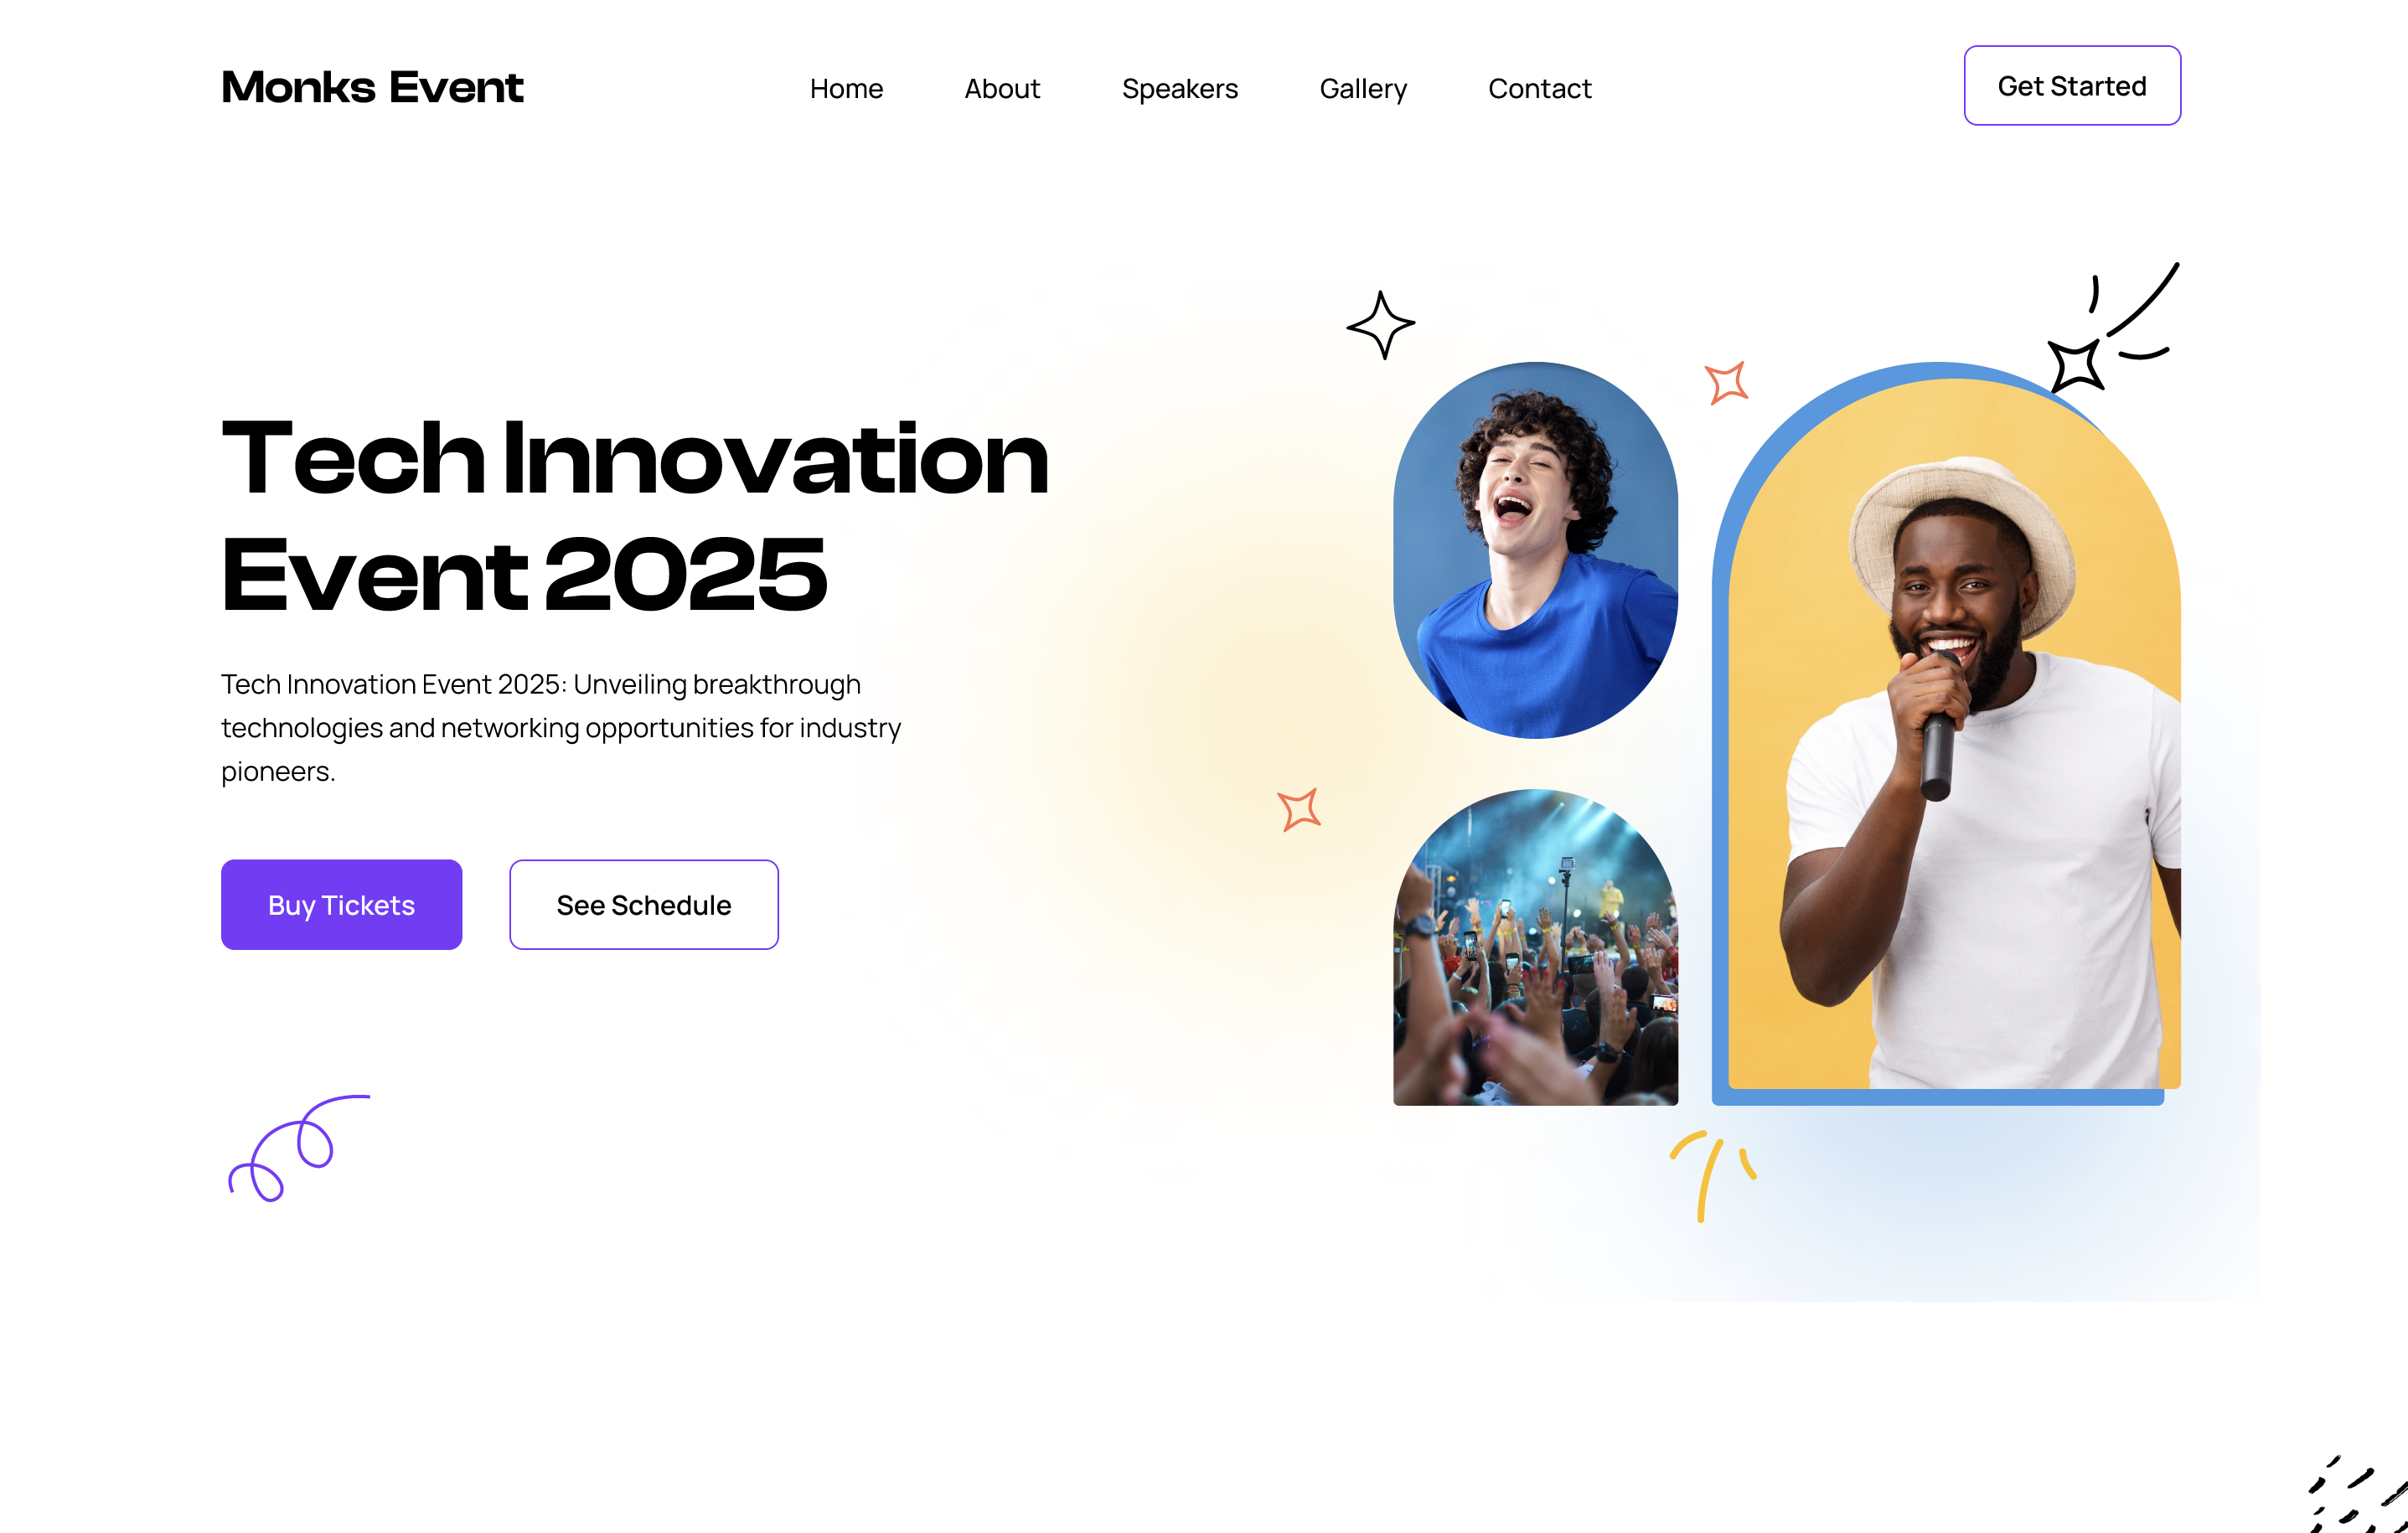 Monks Event
Home
About
Speakers
Gallery
Contact
Get Started
Tech Innovation
Event 2025
Tech Innovation Event 2025: Unveiling breakthrough
technologies and networking opportunities for industry
pioneers.
Buy Tickets
See Schedule